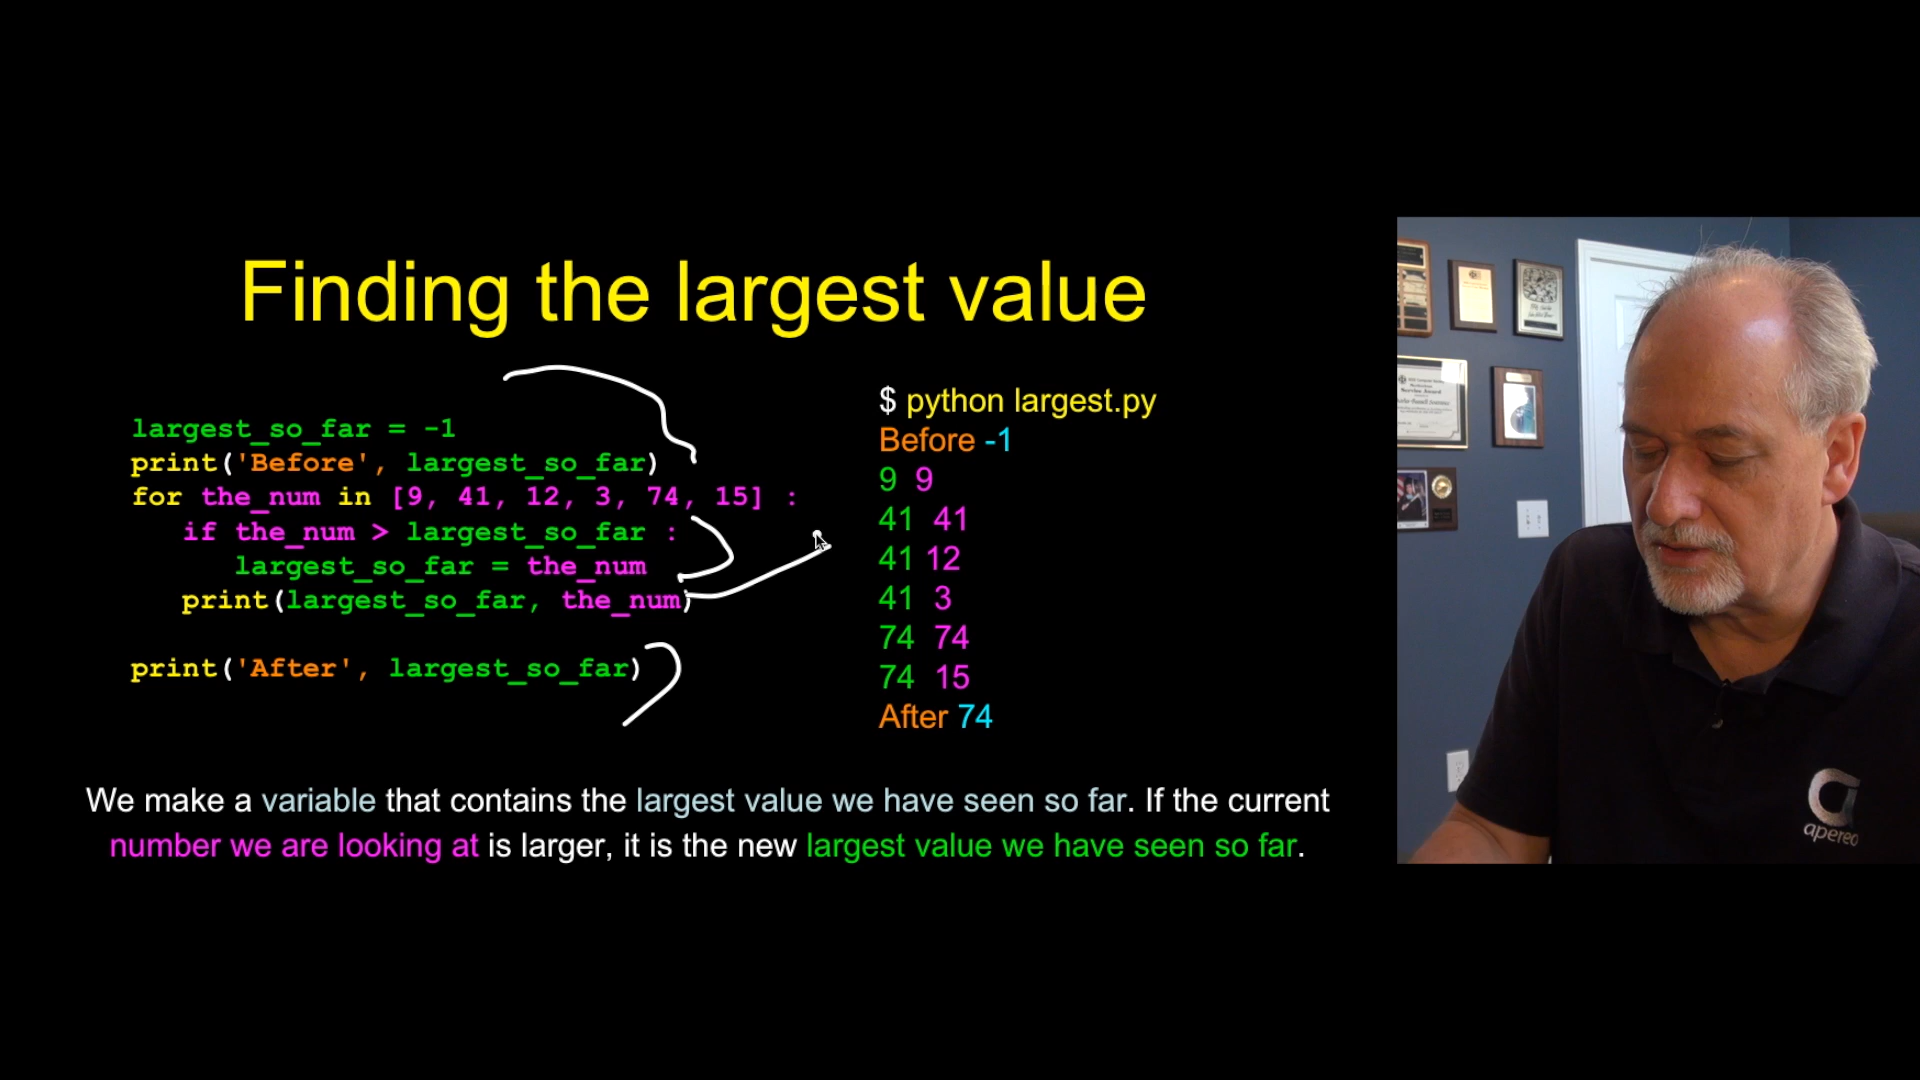 Finding the largest value
largest_so_far = -1
print('Before', largest_so_far)
for the_num in [9, 41, 12, 3, 74, 15] :
   if the_num > largest_so_far :
      largest_so_far = the_num
   print(largest_so_far, the_num)
print('After', largest_so_far)
$ python largest.py
Before -1
9 9
41 41
41 12
41 3
74 74
74 15
After 74
We make a variable that contains the largest value we have seen so far. If the current
number we are looking at is larger, it is the new largest value we have seen so far.
apereo